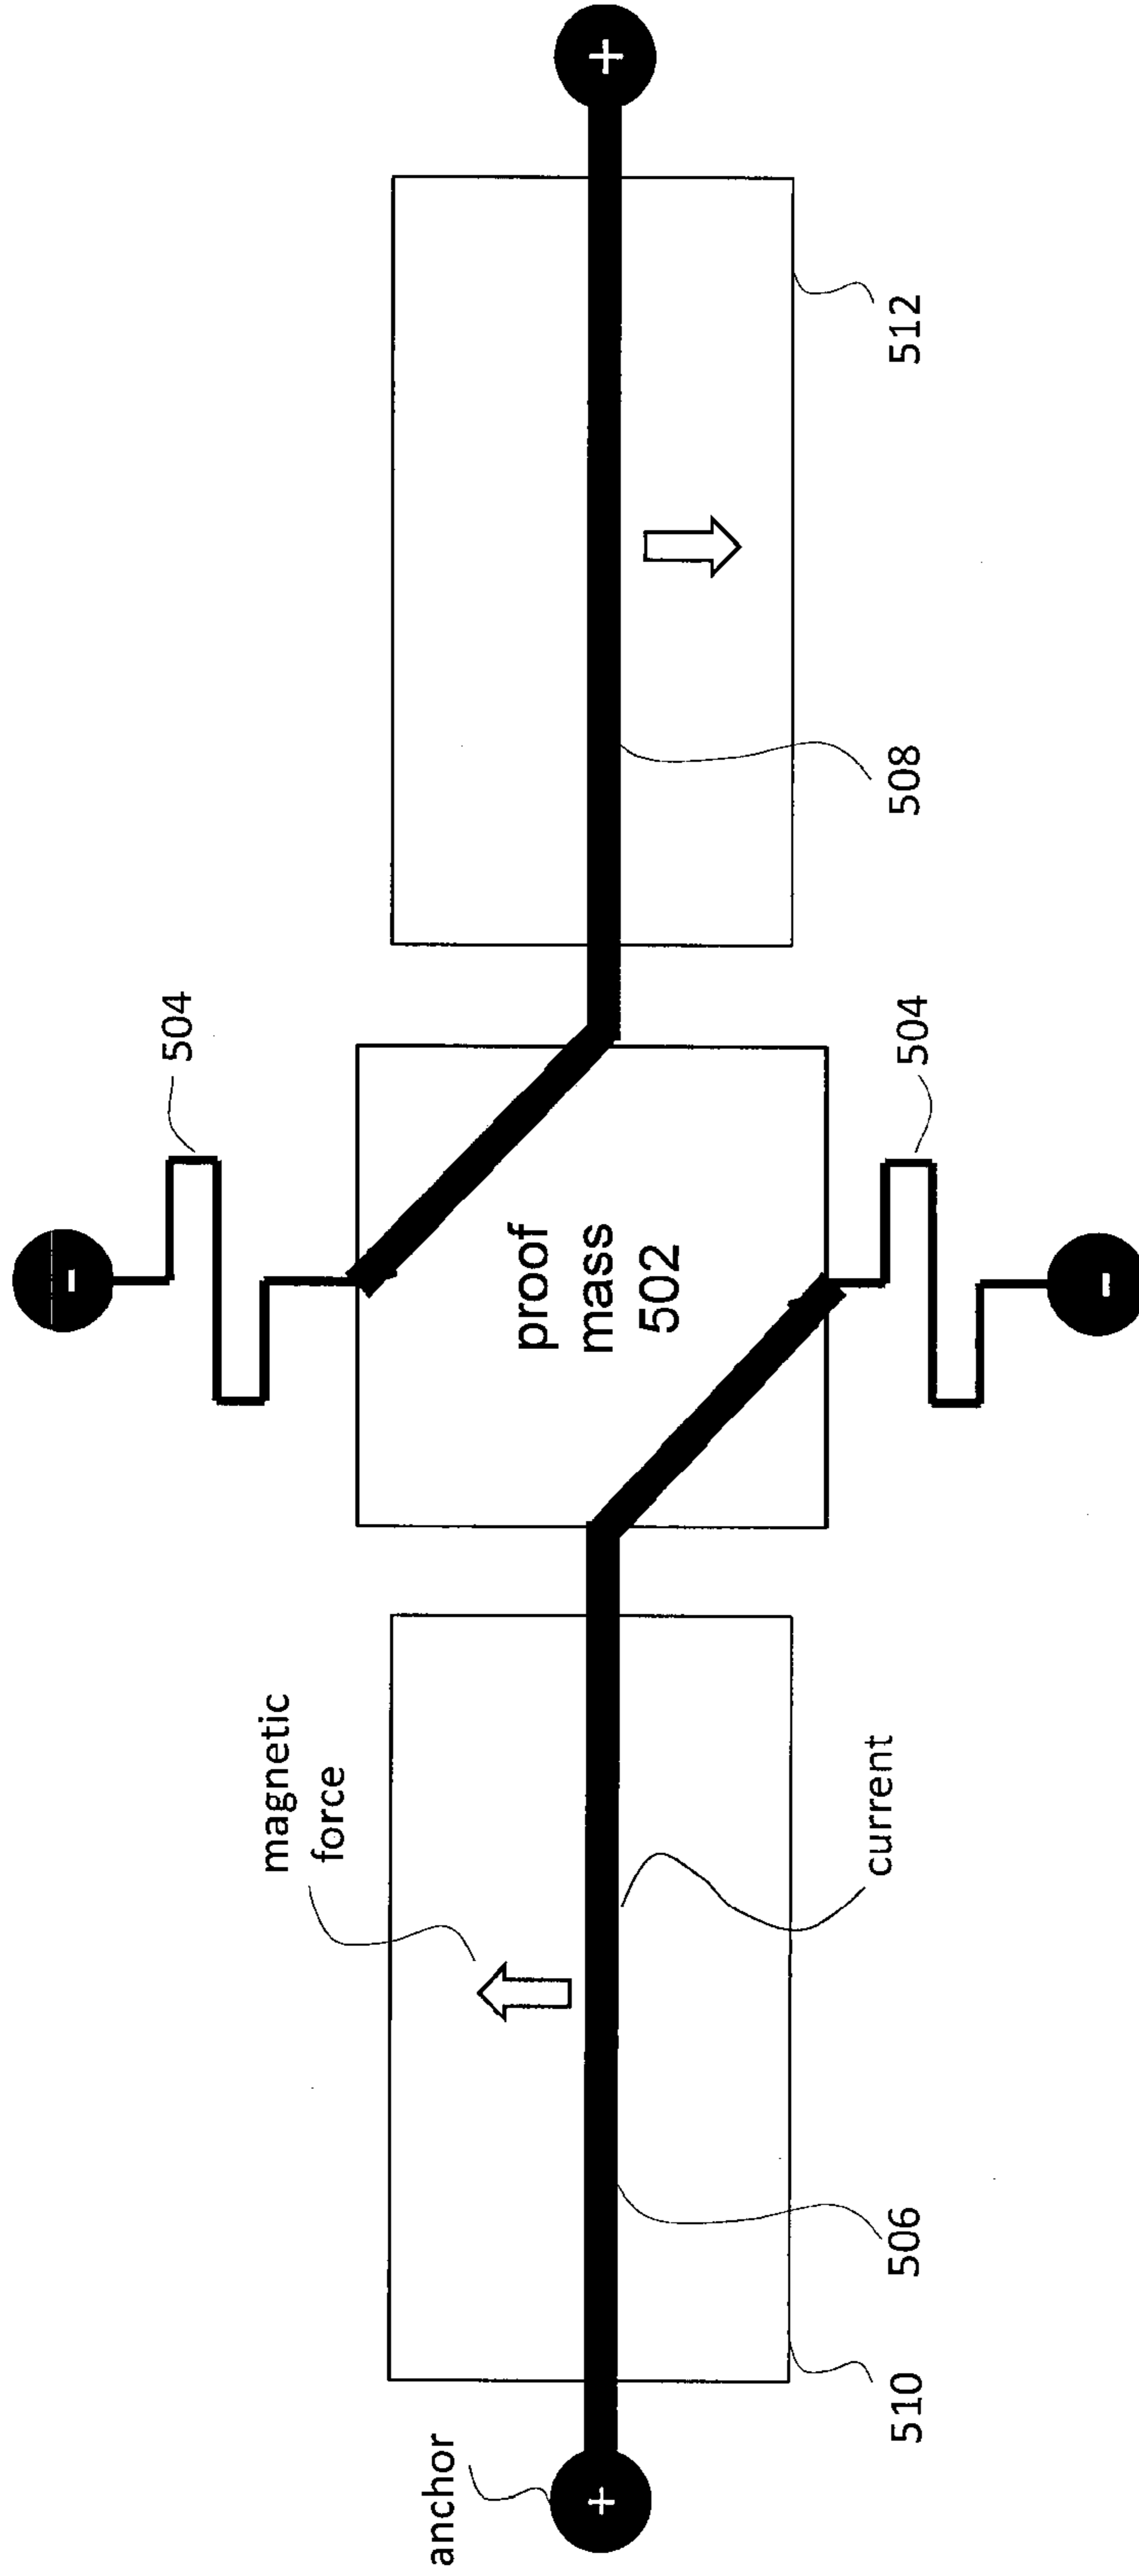 -
504
magnetic
force
anchor
proof
mass
502
+
+
510
506
current
504
508
512
-